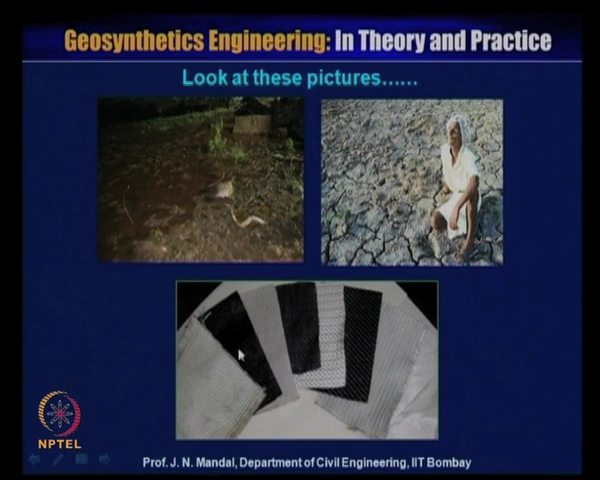 Geosynthetics Engineering: In Theory and Practice
Look at these pictures……
NPTEL
Prof. J. N. Mandal, Department of Civil Engineering, IIT Bombay